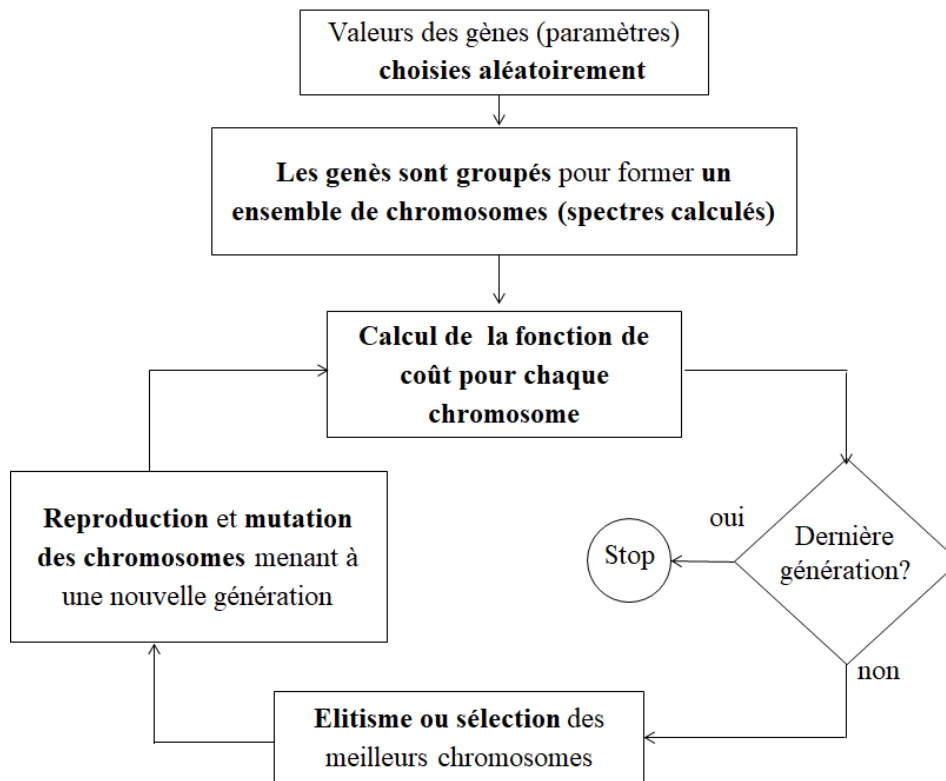 Valeurs des gènes (paramètres)
choisies aléatoirement
Les genès sont groupés pour former un
ensemble de chromosomes (spectres calculés)
Calcul de la fonction de
coût pour chaque
chromosome
Dernière
génération?
oui
Stop
non
Elitisme ou sélection des
meilleurs chromosomes
Reproduction et mutation
des chromosomes menant à
une nouvelle génération